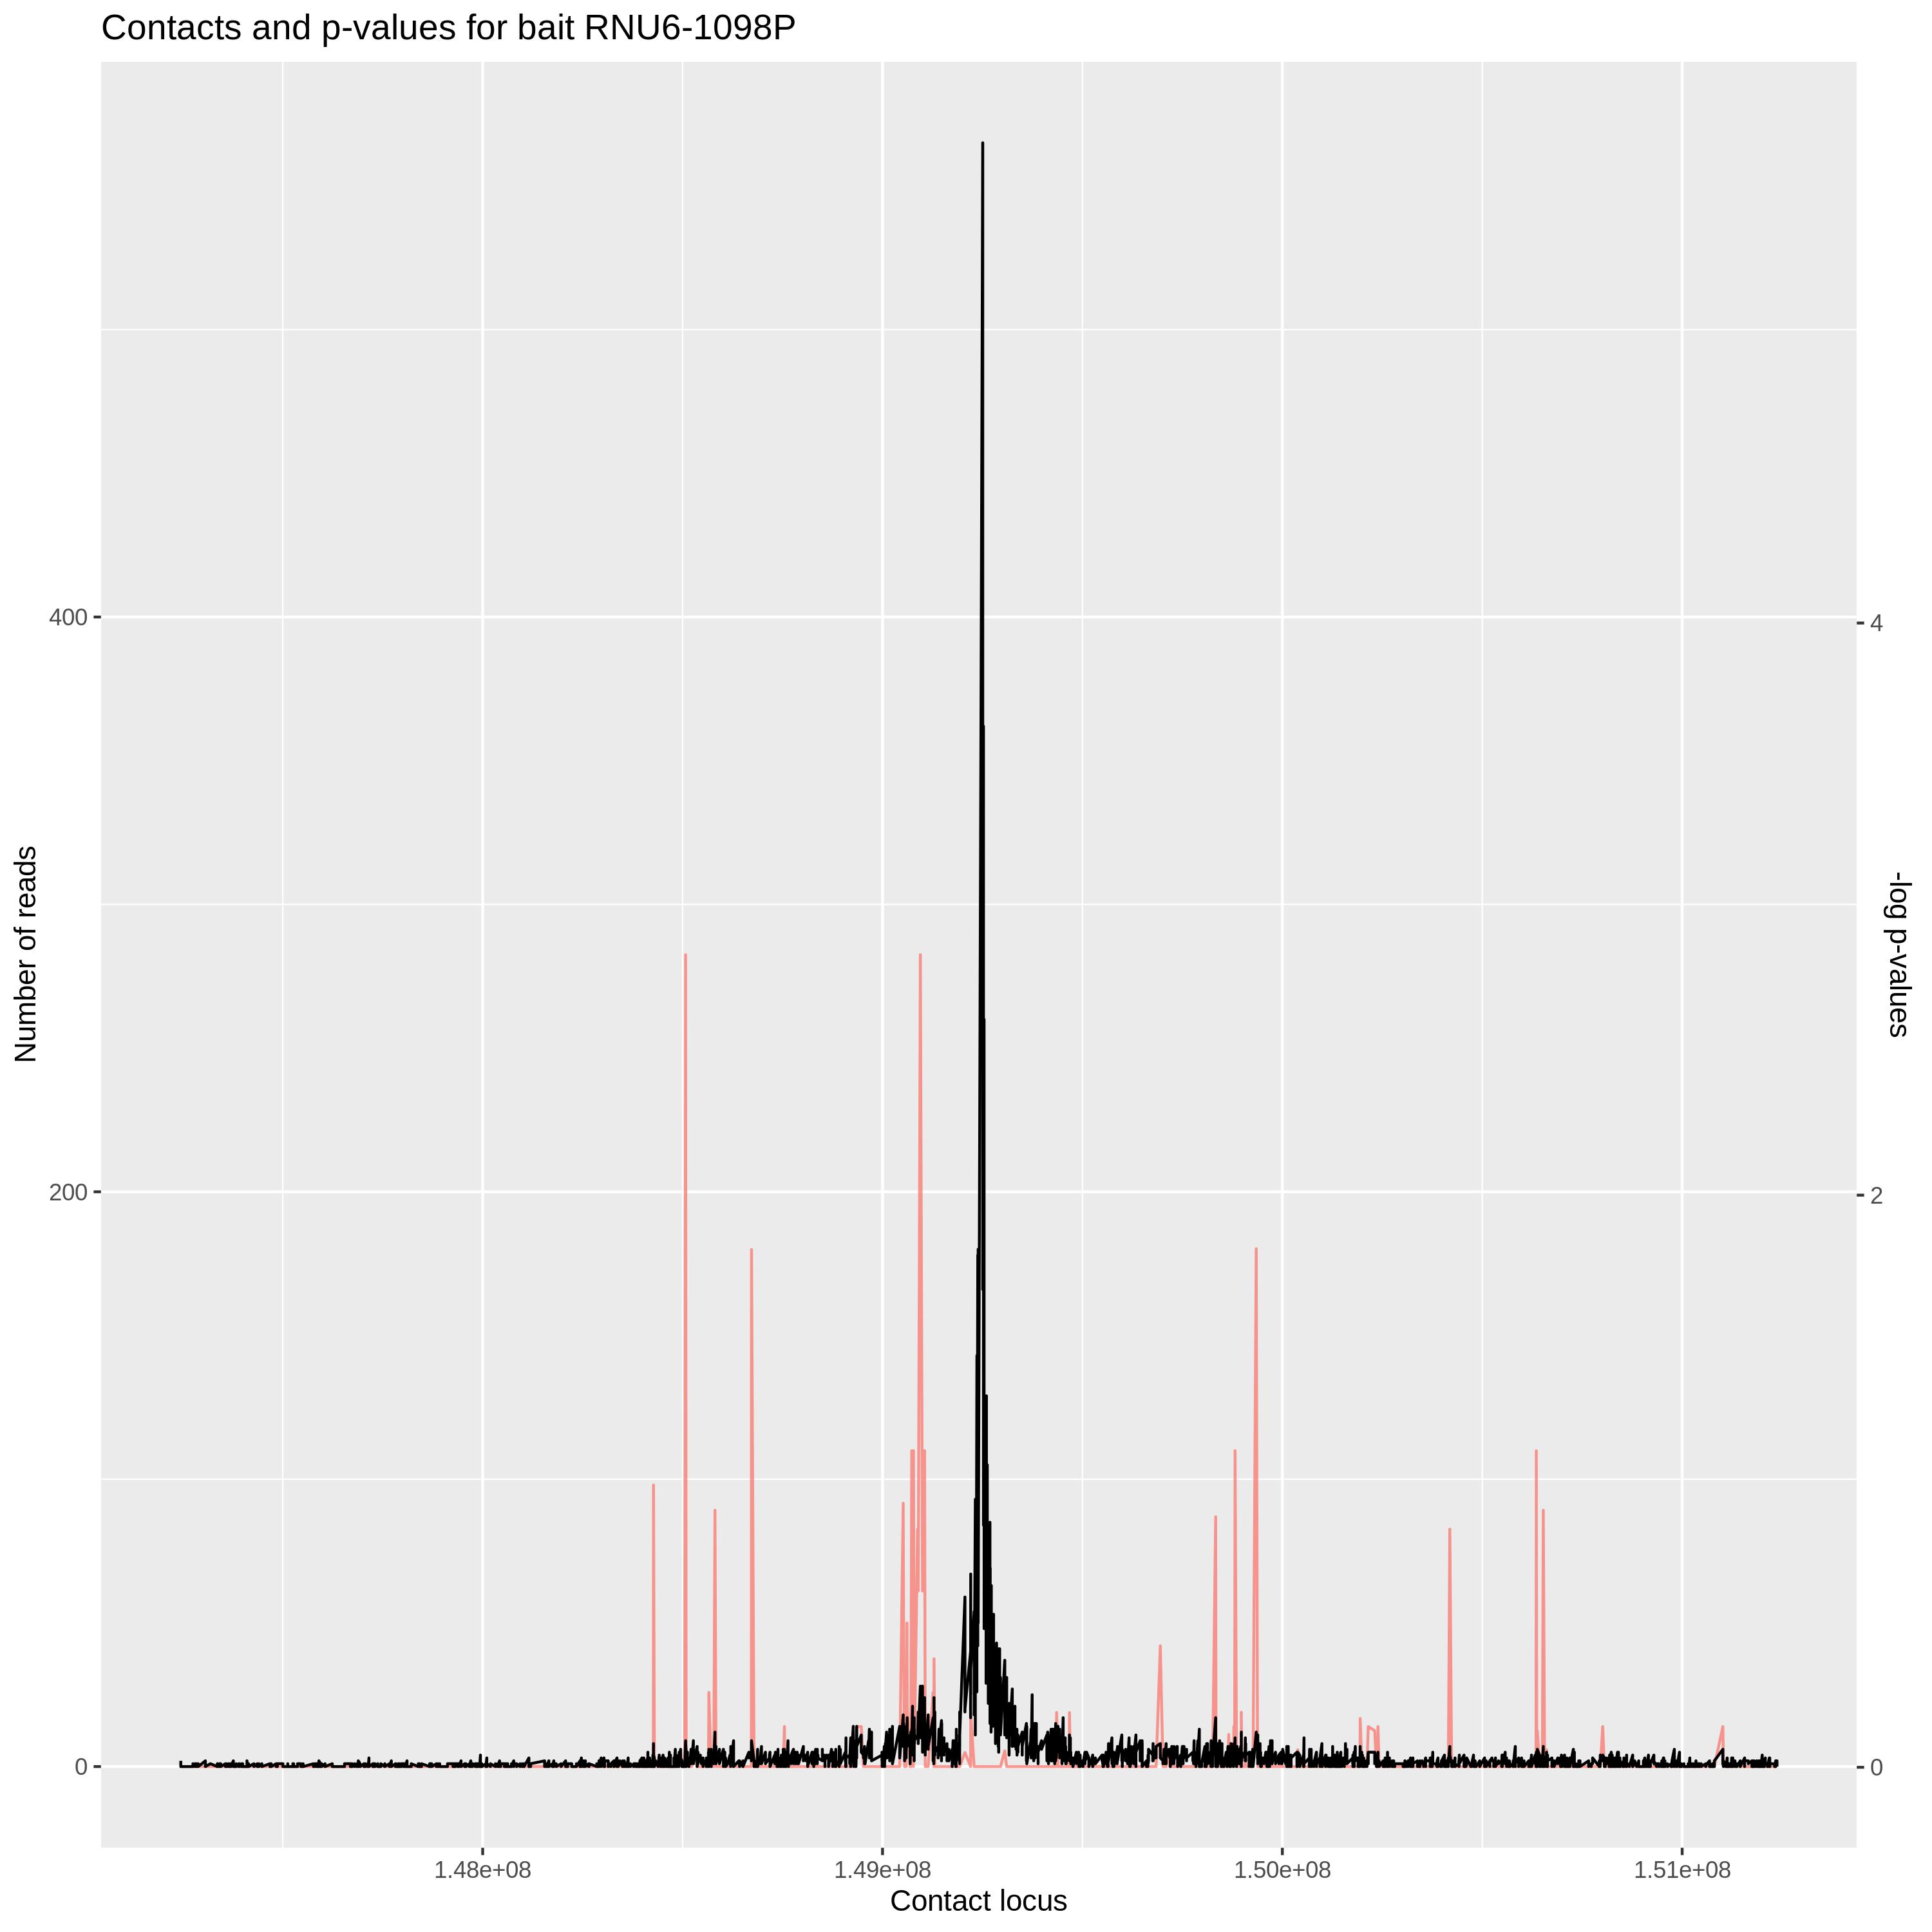 Contacts and p-values for bait RNU6-1098P
Number of reads
400
200
0
4
2
0
-log p-values
1.48e+08
1.49e+08
1.50e+08
1.51e+08
Contact locus